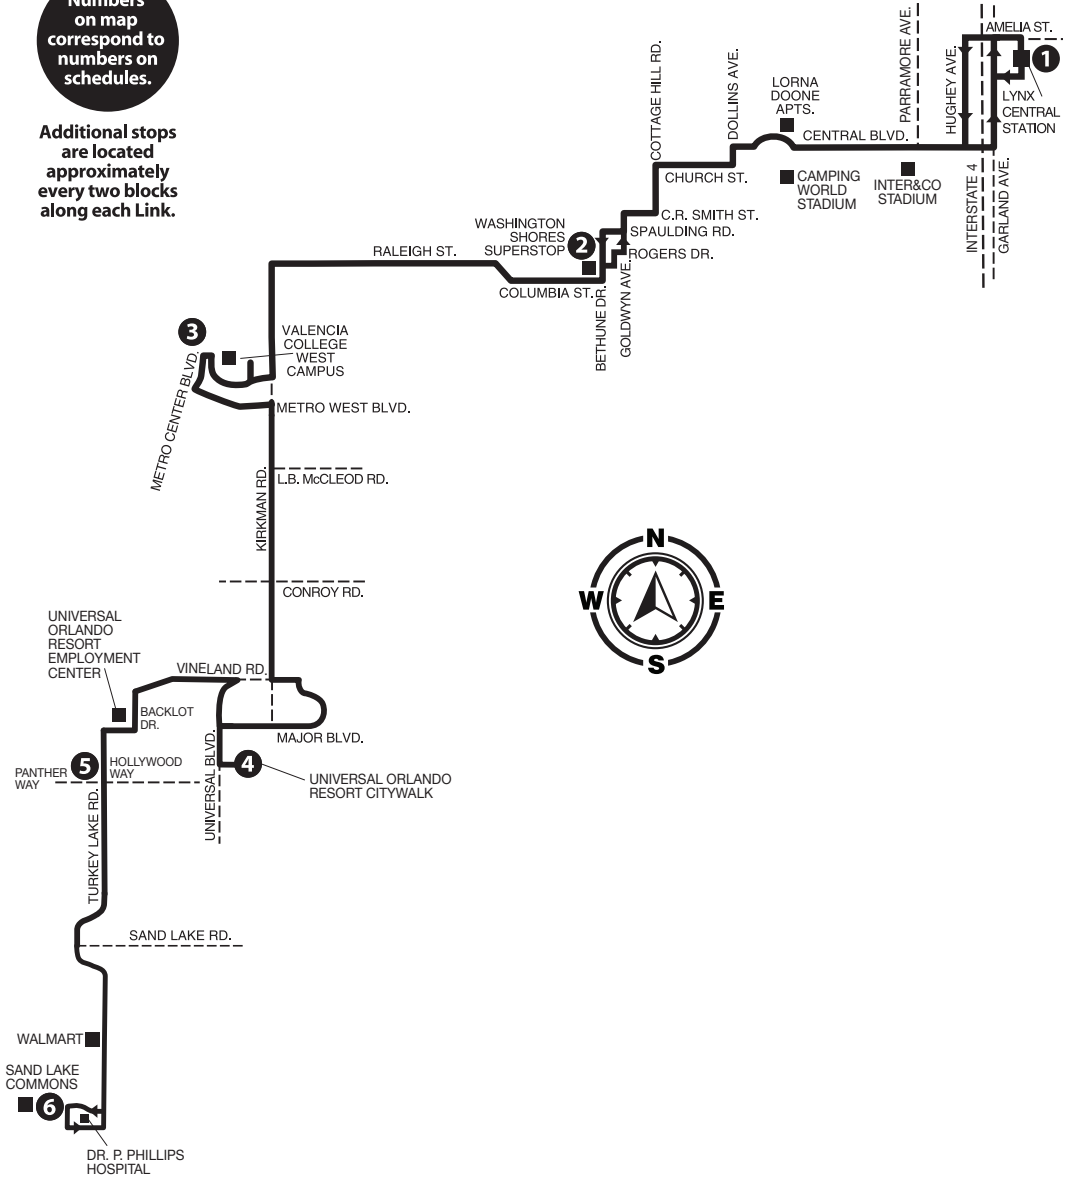 Numbers
on map
correspond to
numbers on
schedules.
Additional stops
are located
approximately
every two blocks
along each Link.
AMELIA ST.
1
LYNX
CENTRAL
STATION
HUGHEY AVE.
PARRAMORE AVE.
INTERSTATE 4
GARLAND AVE.
CENTRAL BLVD.
INTER&CO
STADIUM
LORNA
DOONE
APTS.
CAMPING
WORLD
STADIUM
DOLLINS AVE.
COTTAGE HILL RD.
CHURCH ST.
C.R. SMITH ST.
SPAULDING RD.
ROGERS DR.
WASHINGTON
SHORES
SUPERSTOP
2
BETHUNE DR.
GOLDWYN AVE.
COLUMBIA ST.
RALEIGH ST.
3
VALENCIA
COLLEGE
WEST
CAMPUS
METRO CENTER BLVD.
METRO WEST BLVD.
L.B. McCLEOD RD.
KIRKMAN RD.
CONROY RD.
N
W
E
S
UNIVERSAL
ORLANDO
RESORT
EMPLOYMENT
CENTER
VINELAND RD.
BACKLOT
DR.
MAJOR BLVD.
UNIVERSAL BLVD.
4
UNIVERSAL ORLANDO
RESORT CITYWALK
5
HOLLYWOOD
WAY
PANTHER
WAY
TURKEY LAKE RD.
SAND LAKE RD.
WALMART
SAND LAKE
COMMONS
6
DR. P. PHILLIPS
HOSPITAL